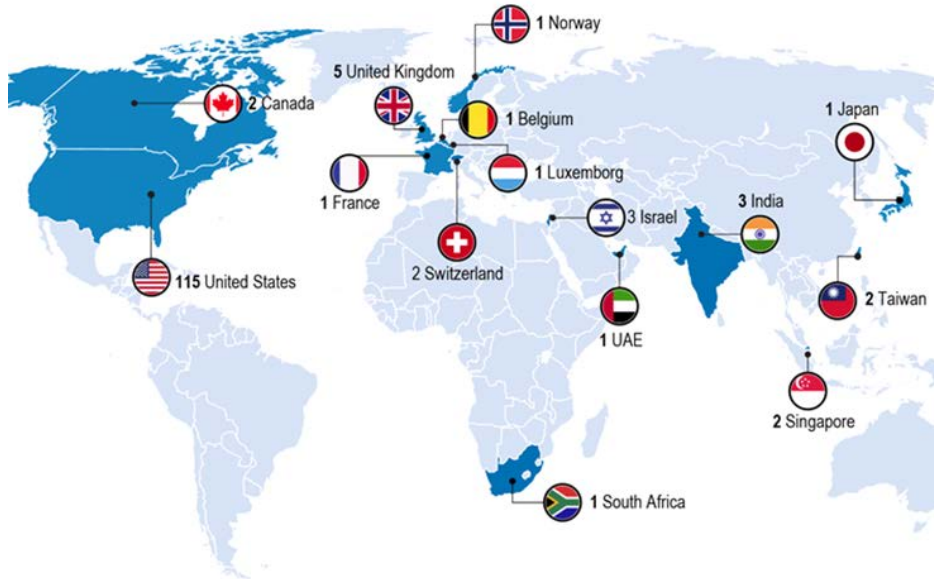 1 Norway
5 United Kingdom
2 Canada
1 Belgium
1 Japan
1 Luxemborg
1 France
3 Israel
3 India
2 Switzerland
115 United States
2 Taiwan
1 UAE
2 Singapore
1 South Africa